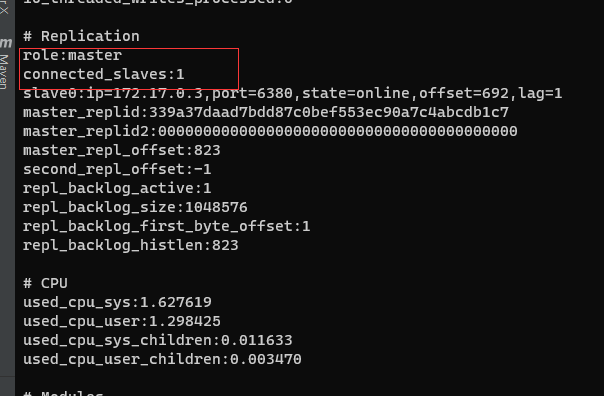 io_threaded_writes_processed:0
# Replication
role:master
connected_slaves:1
slave0:ip=172.17.0.3,port=6380,state=online,offset=692,lag=1
master_replid:339a37daad7bdd87c0bef553ec90a7c4abcdb1c7
master_replid2:0000000000000000000000000000000000000000
master_repl_offset:823
second_repl_offset:-1
repl_backlog_active:1
repl_backlog_size:1048576
repl_backlog_first_byte_offset:1
repl_backlog_histlen:823
# CPU
used_cpu_sys:1.627619
used_cpu_user:1.298425
used_cpu_sys_children:0.011633
used_cpu_user_children:0.003470
# Modules
m Maven